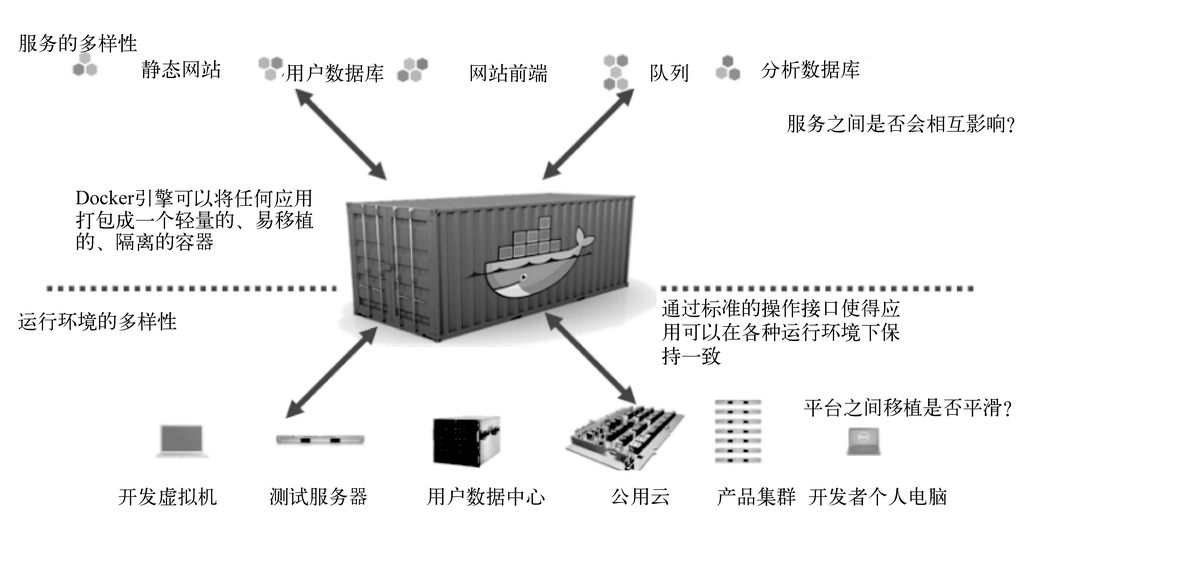 服务的多样性
静态网站
用户数据库
网站前端
队列
分析数据库
服务之间是否会相互影响？
Docker引擎可以将任何应用
打包成一个轻量的、易移植
的、隔离的容器
运行环境的多样性
通过标准的操作接口使得应
用可以在各种运行环境下保
持一致
平台之间移植是否平滑？
开发虚拟机
测试服务器
用户数据中心
公用云
产品集群
开发者个人电脑